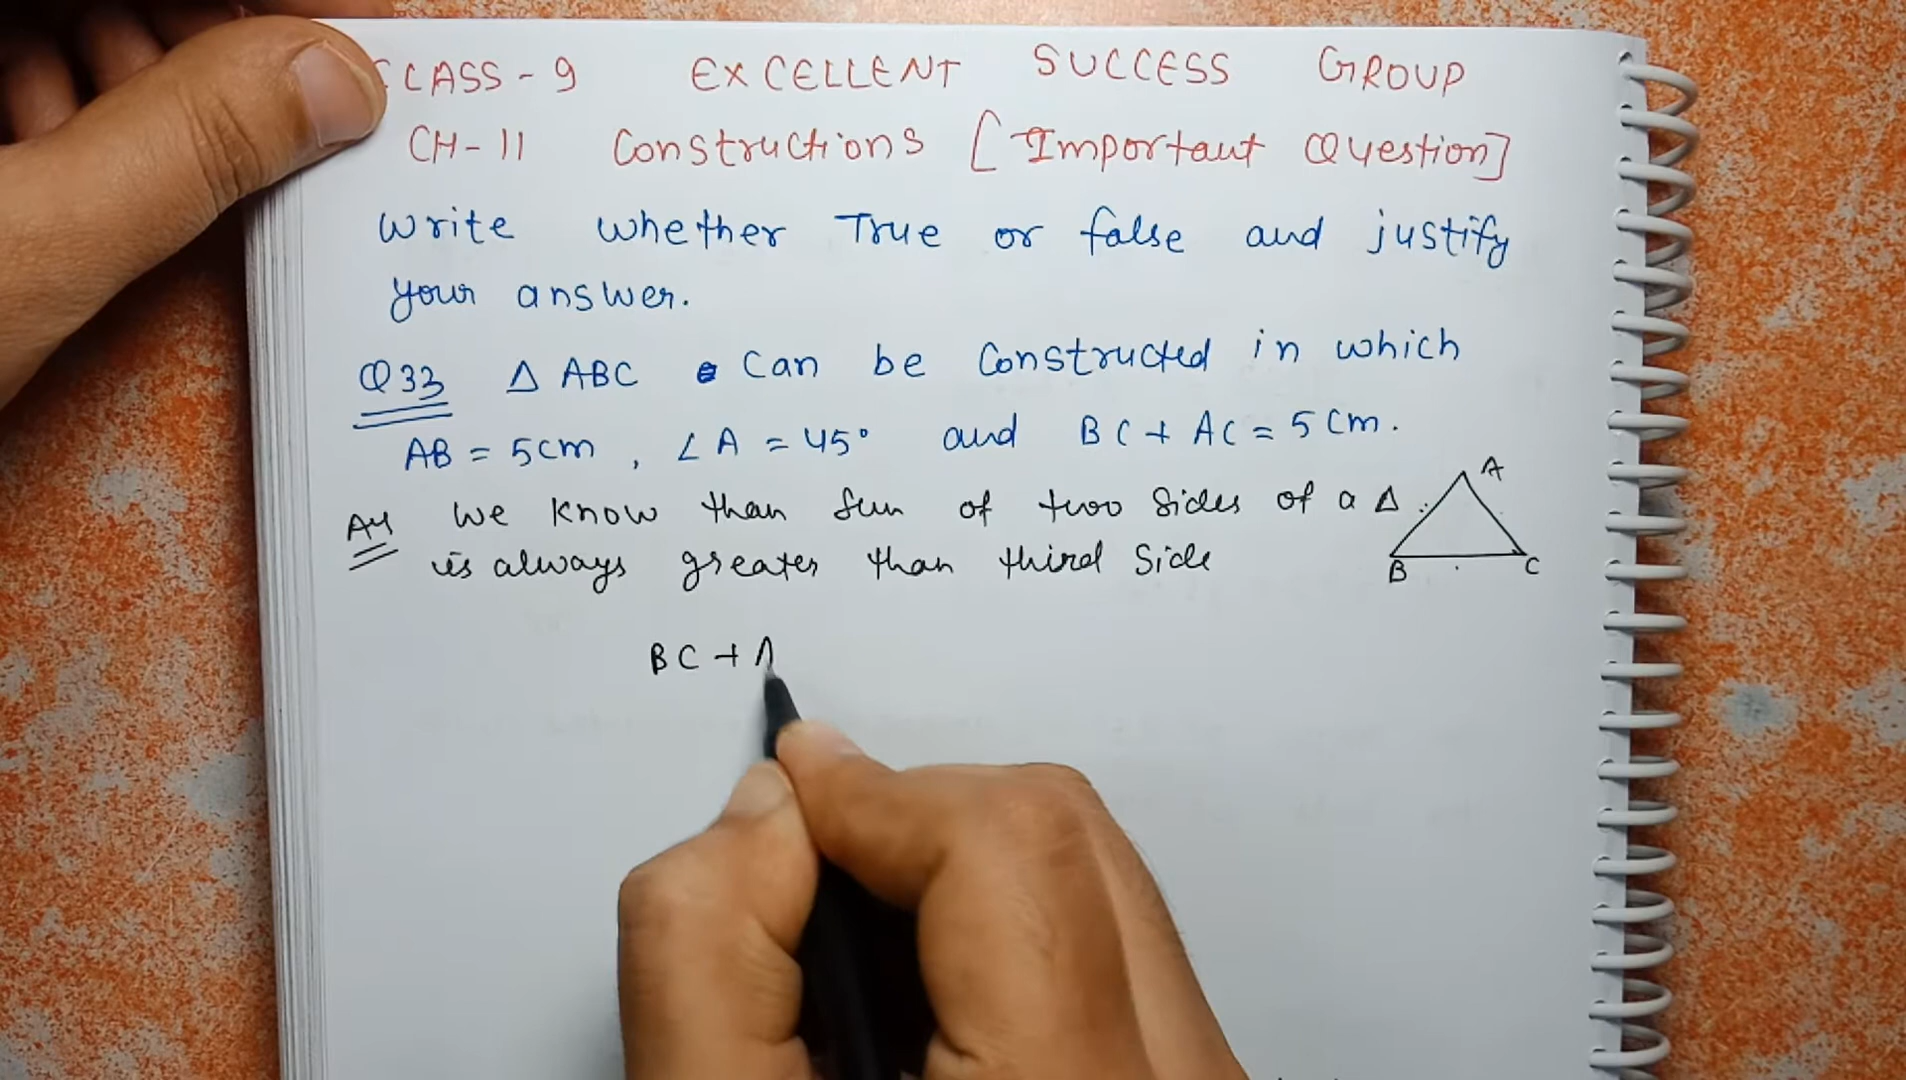 CLASS - 9 EXCELLENT SUCCESS GROUP
CH - 11 Constructions [Important Question]
Write whether True or false and justify
your answer.
Q33 Δ ABC Can be Constructed in which
AB = 5cm, ∠A = 45° and BC + AC = 5cm.
We know than Sum of two Sides of a Δ
is always greater than third Side
A
B C
BC + A